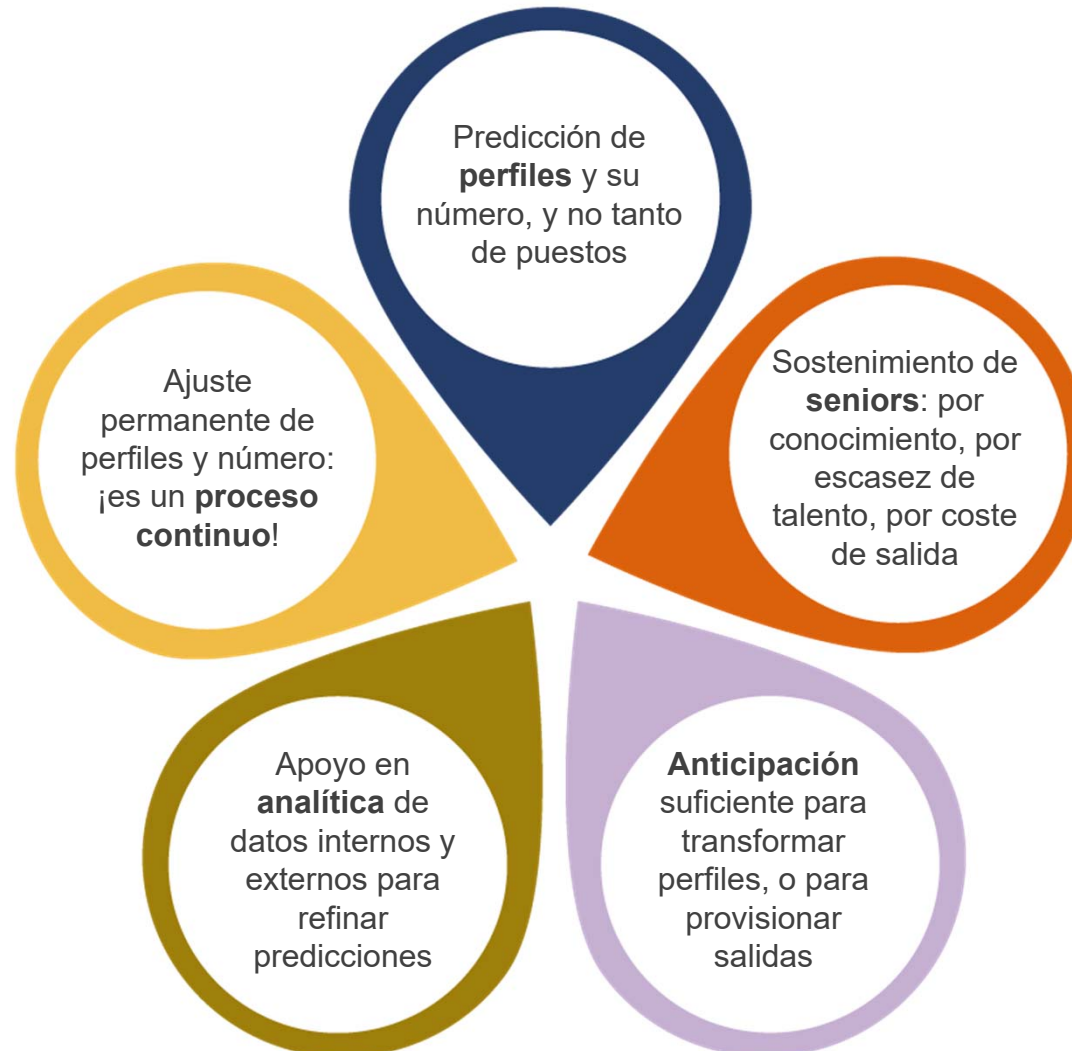 Predicción de
perfiles y su
número, y no tanto
de puestos
Sostenimiento de
seniors: por
conocimiento, por
escasez de
talento, por coste
de salida
Anticipación
suficiente para
transformar
perfiles, o para
provisionar
salidas
Apoyo en
analítica de
datos internos y
externos para
refinar
predicciones
Ajuste
permanente de
perfiles y número:
¡es un proceso
continuo!